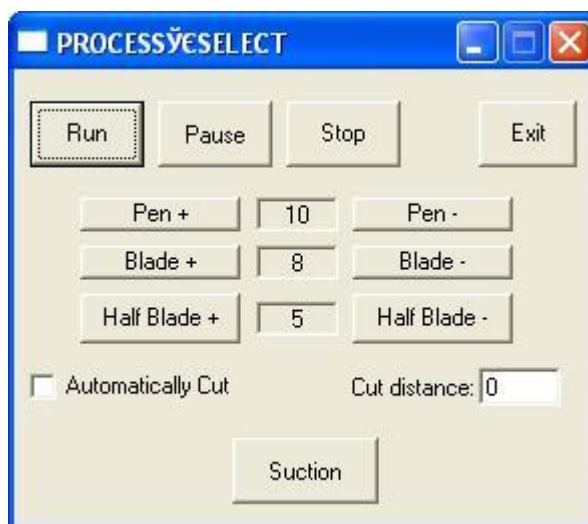 PROCESSЎЄSELECT
Run Pause Stop Exit
Pen + 10 Pen -
Blade + 8 Blade -
Half Blade + 5 Half Blade -
Automatically Cut Cut distance: 0
Suction